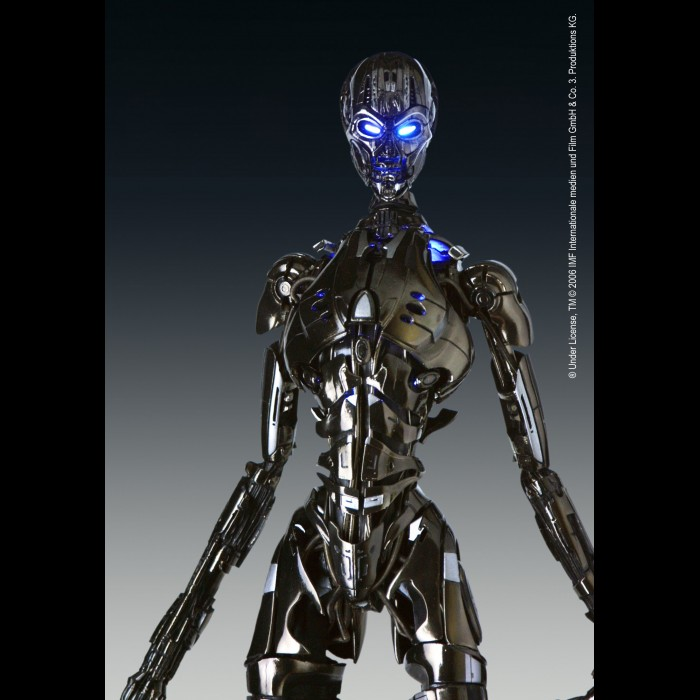 ® Under License, TM © 2006 IMF Internationale medien und Film GmbH & Co. 3. Produktions KG.